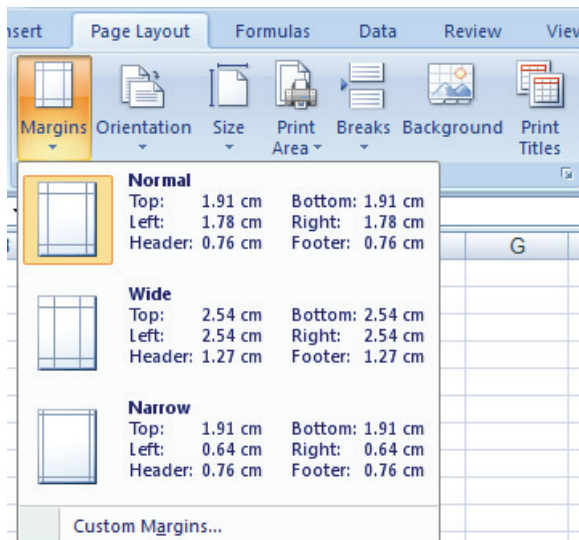 nsert Page Layout Formulas Data Review Vie
Margins Orientation Size Print Area Breaks Background Print Titles
Normal
Top: 1.91 cm Bottom: 1.91 cm
Left: 1.78 cm Right: 1.78 cm
Header: 0.76 cm Footer: 0.76 cm
G
Wide
Top: 2.54 cm Bottom: 2.54 cm
Left: 2.54 cm Right: 2.54 cm
Header: 1.27 cm Footer: 1.27 cm
Narrow
Top: 1.91 cm Bottom: 1.91 cm
Left: 0.64 cm Right: 0.64 cm
Header: 0.76 cm Footer: 0.76 cm
Custom Margins...